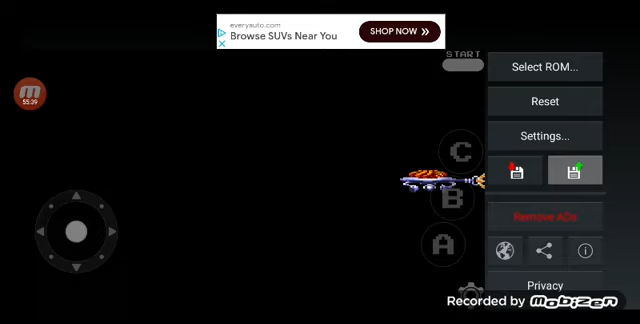 everyauto.com
Browse SUVs Near You
SHOP NOW
START
Select ROM...
55:39
Reset
Settings...
C
B
A
Remove ADs
Privacy
Recorded by MOBIZEN